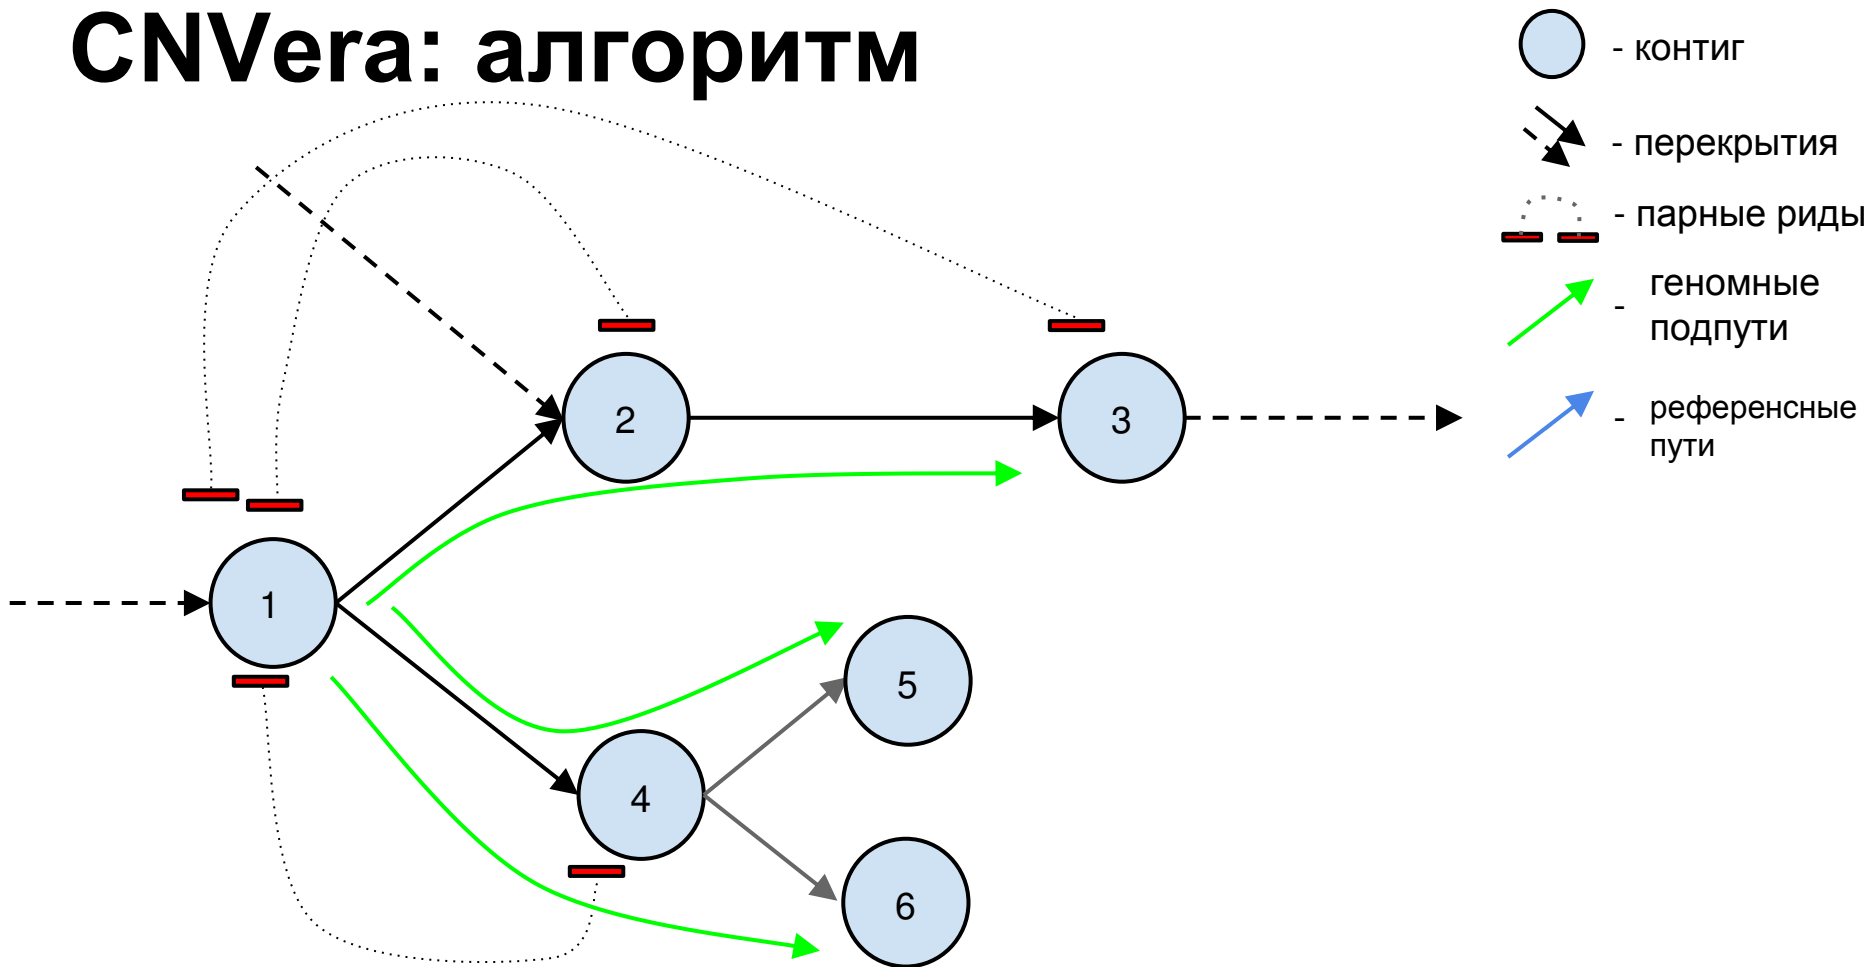 CNVera: алгоритм
- контиг
- перекрытия
- парные риды
- геномные
подпути
- референсные
пути
2
3
1
5
4
6